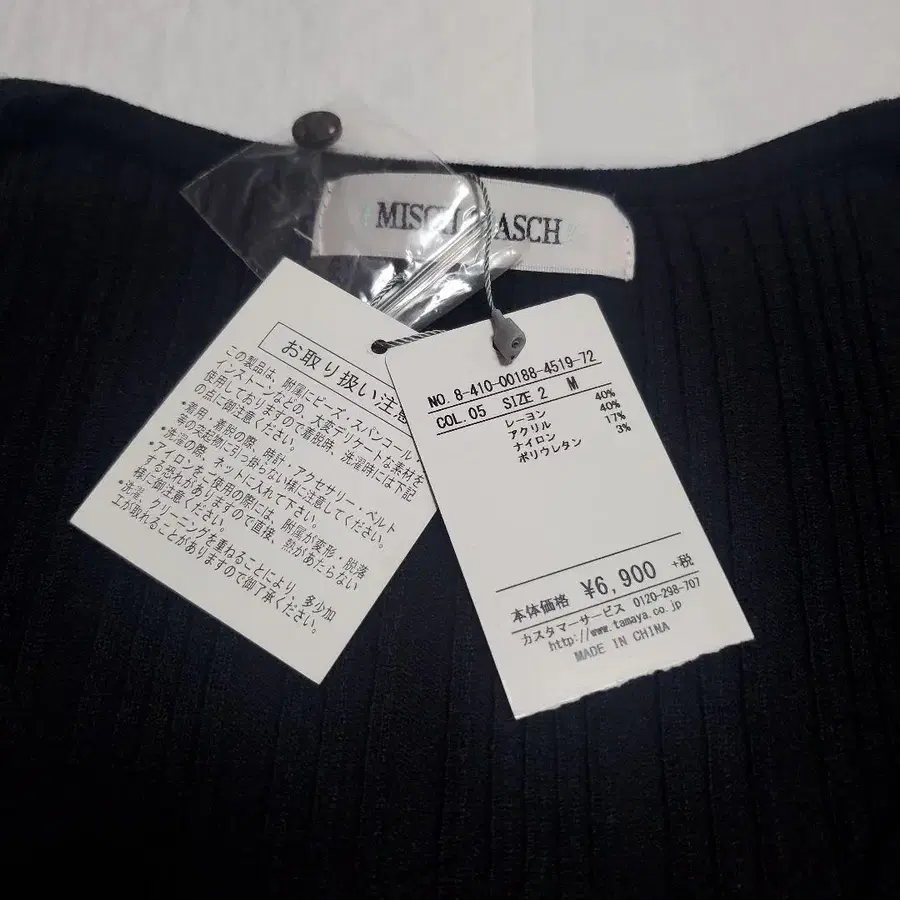 MISCH MASCH
お取り扱い注意
この製品は、附属にビーズ・スパンコール・
インストーンなどの、大変デリケートな素材を
使用しておりますので着脱時、洗濯時には下記
の点に御注意ください。
・着用・着脱の際、時計・アクセサリー・ベルト
等の突起物に引っ掛らない様に注意してください。
・洗濯の際、ネットに入れて下さい。
・アイロンをご使用の際には、附属が変形・脱落
する恐れがありますので直接、熱があたらない
様に御注意ください。
・洗濯、クリーニングを重ねることにより、多少加
工が取れることがありますので御了承ください。
NO. 8-410-00188-4519-72
COL. 05 SIZE 2 M
レーヨン 40%
アクリル 40%
ナイロン 17%
ポリウレタン 3%
本体価格 ¥6,900 +税
カスタマーサービス 0120-298-707
http://www.tamaya.co.jp
MADE IN CHINA